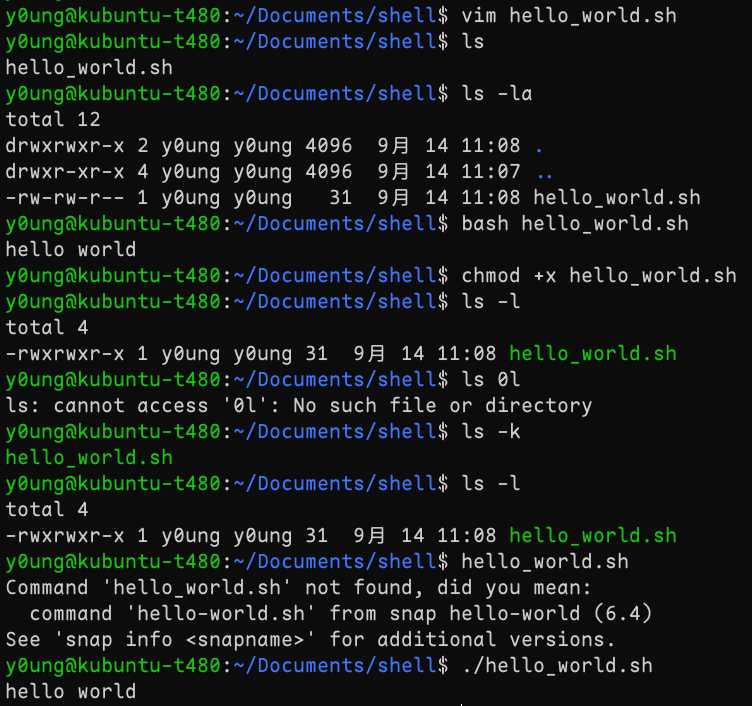 y0ung@kubuntu-t480:~/Documents/shell$ vim hello_world.sh
y0ung@kubuntu-t480:~/Documents/shell$ ls
hello_world.sh
y0ung@kubuntu-t480:~/Documents/shell$ ls -la
total 12
drwxrwxr-x 2 y0ung y0ung 4096  9月 14 11:08 .
drwxr-xr-x 4 y0ung y0ung 4096  9月 14 11:07 ..
-rw-rw-r-- 1 y0ung y0ung   31  9月 14 11:08 hello_world.sh
y0ung@kubuntu-t480:~/Documents/shell$ bash hello_world.sh
hello world
y0ung@kubuntu-t480:~/Documents/shell$ chmod +x hello_world.sh
y0ung@kubuntu-t480:~/Documents/shell$ ls -l
total 4
-rwxrwxr-x 1 y0ung y0ung 31  9月 14 11:08 hello_world.sh
y0ung@kubuntu-t480:~/Documents/shell$ ls 0l
ls: cannot access '0l': No such file or directory
y0ung@kubuntu-t480:~/Documents/shell$ ls -k
hello_world.sh
y0ung@kubuntu-t480:~/Documents/shell$ ls -l
total 4
-rwxrwxr-x 1 y0ung y0ung 31  9月 14 11:08 hello_world.sh
y0ung@kubuntu-t480:~/Documents/shell$ hello_world.sh
Command 'hello_world.sh' not found, did you mean:
  command 'hello-world.sh' from snap hello-world (6.4)
See 'snap info <snapname>' for additional versions.
y0ung@kubuntu-t480:~/Documents/shell$ ./hello_world.sh
hello world